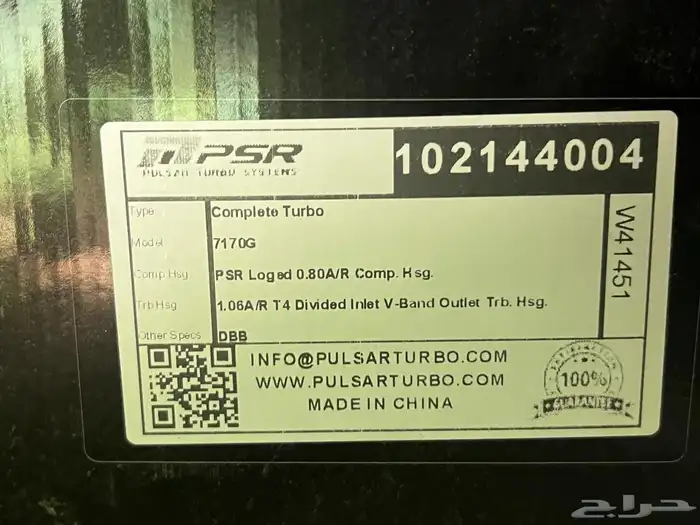 PSR
PULSAR TURBO SYSTEMS
102144004
Type
Complete Turbo
Model
7170G
Comp.Hsg
PSR Loged 0.80A/R Comp. Hsg.
Trb Hsg
1.06A/R T4 Divided Inlet V-Band Outlet Trb. Hsg.
Other Specs
DBB
W41451
INFO@PULSARTURBO.COM
WWW.PULSARTURBO.COM
MADE IN CHINA
100%
GUARANTEE
حراج